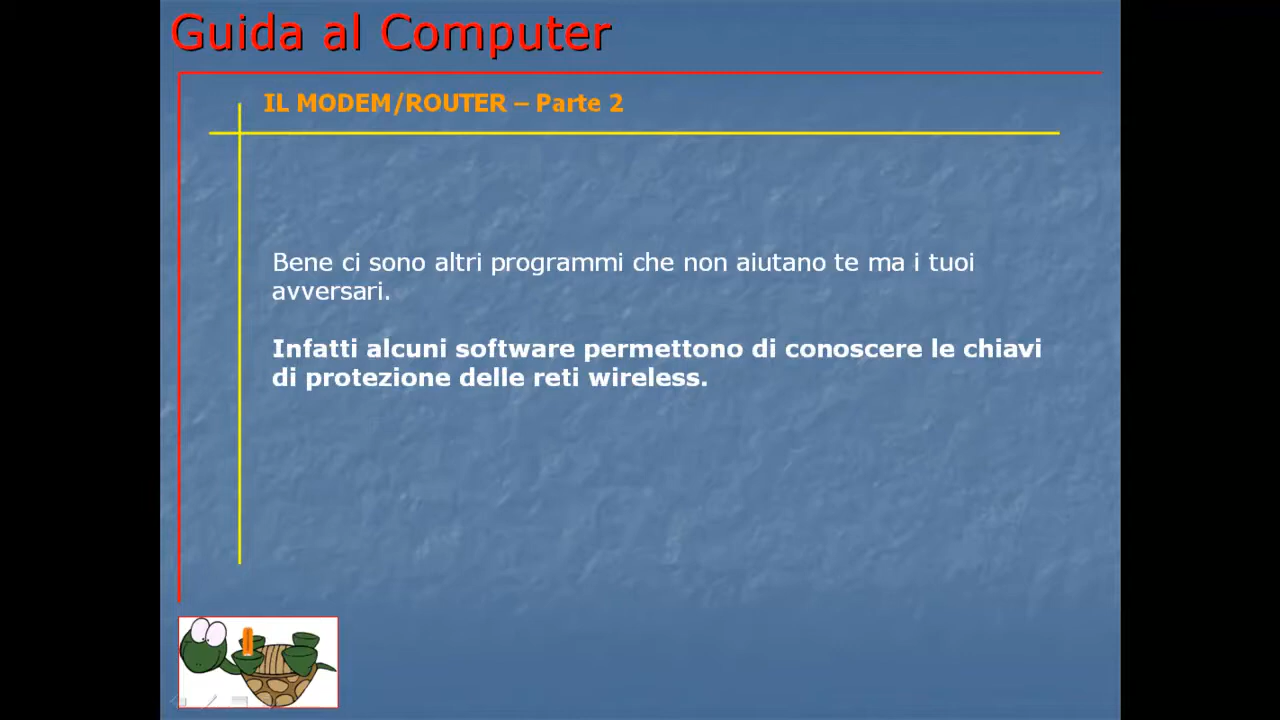 Guida al Computer
IL MODEM/ROUTER – Parte 2
Bene ci sono altri programmi che non aiutano te ma i tuoi
avversari.
Infatti alcuni software permettono di conoscere le chiavi
di protezione delle reti wireless.